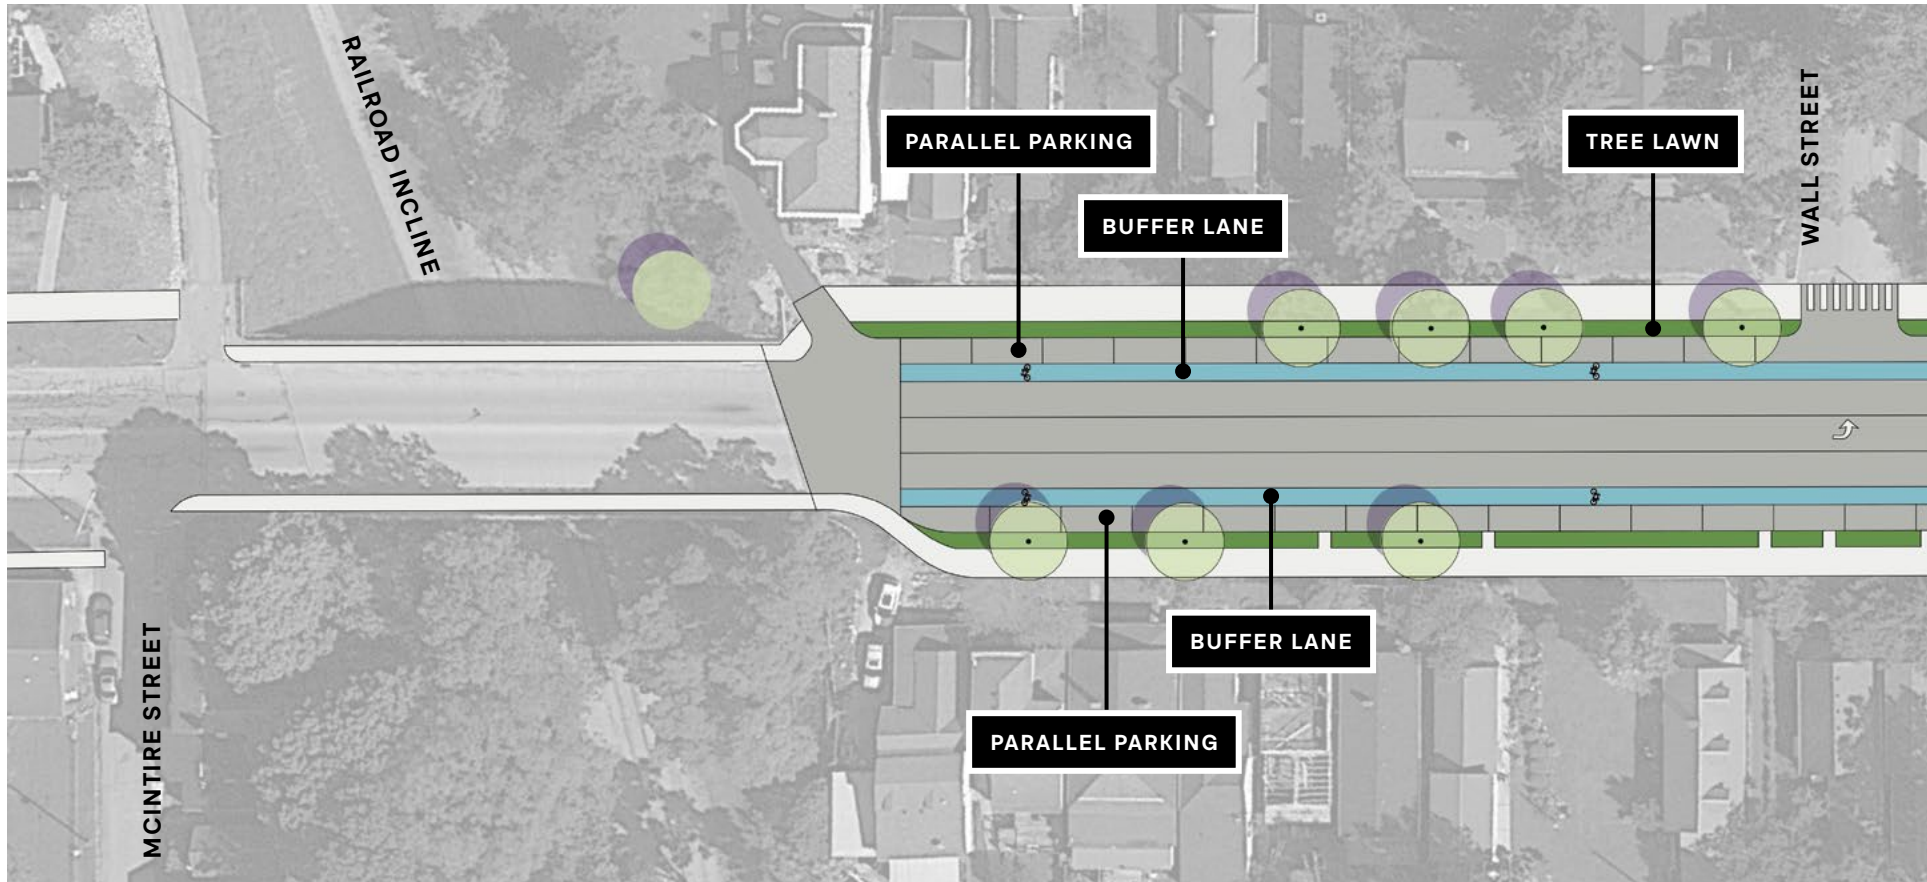 RAILROAD INCLINE
PARALLEL PARKING
TREE LAWN
WALL STREET
BUFFER LANE
BUFFER LANE
MCINTIRE STREET
PARALLEL PARKING